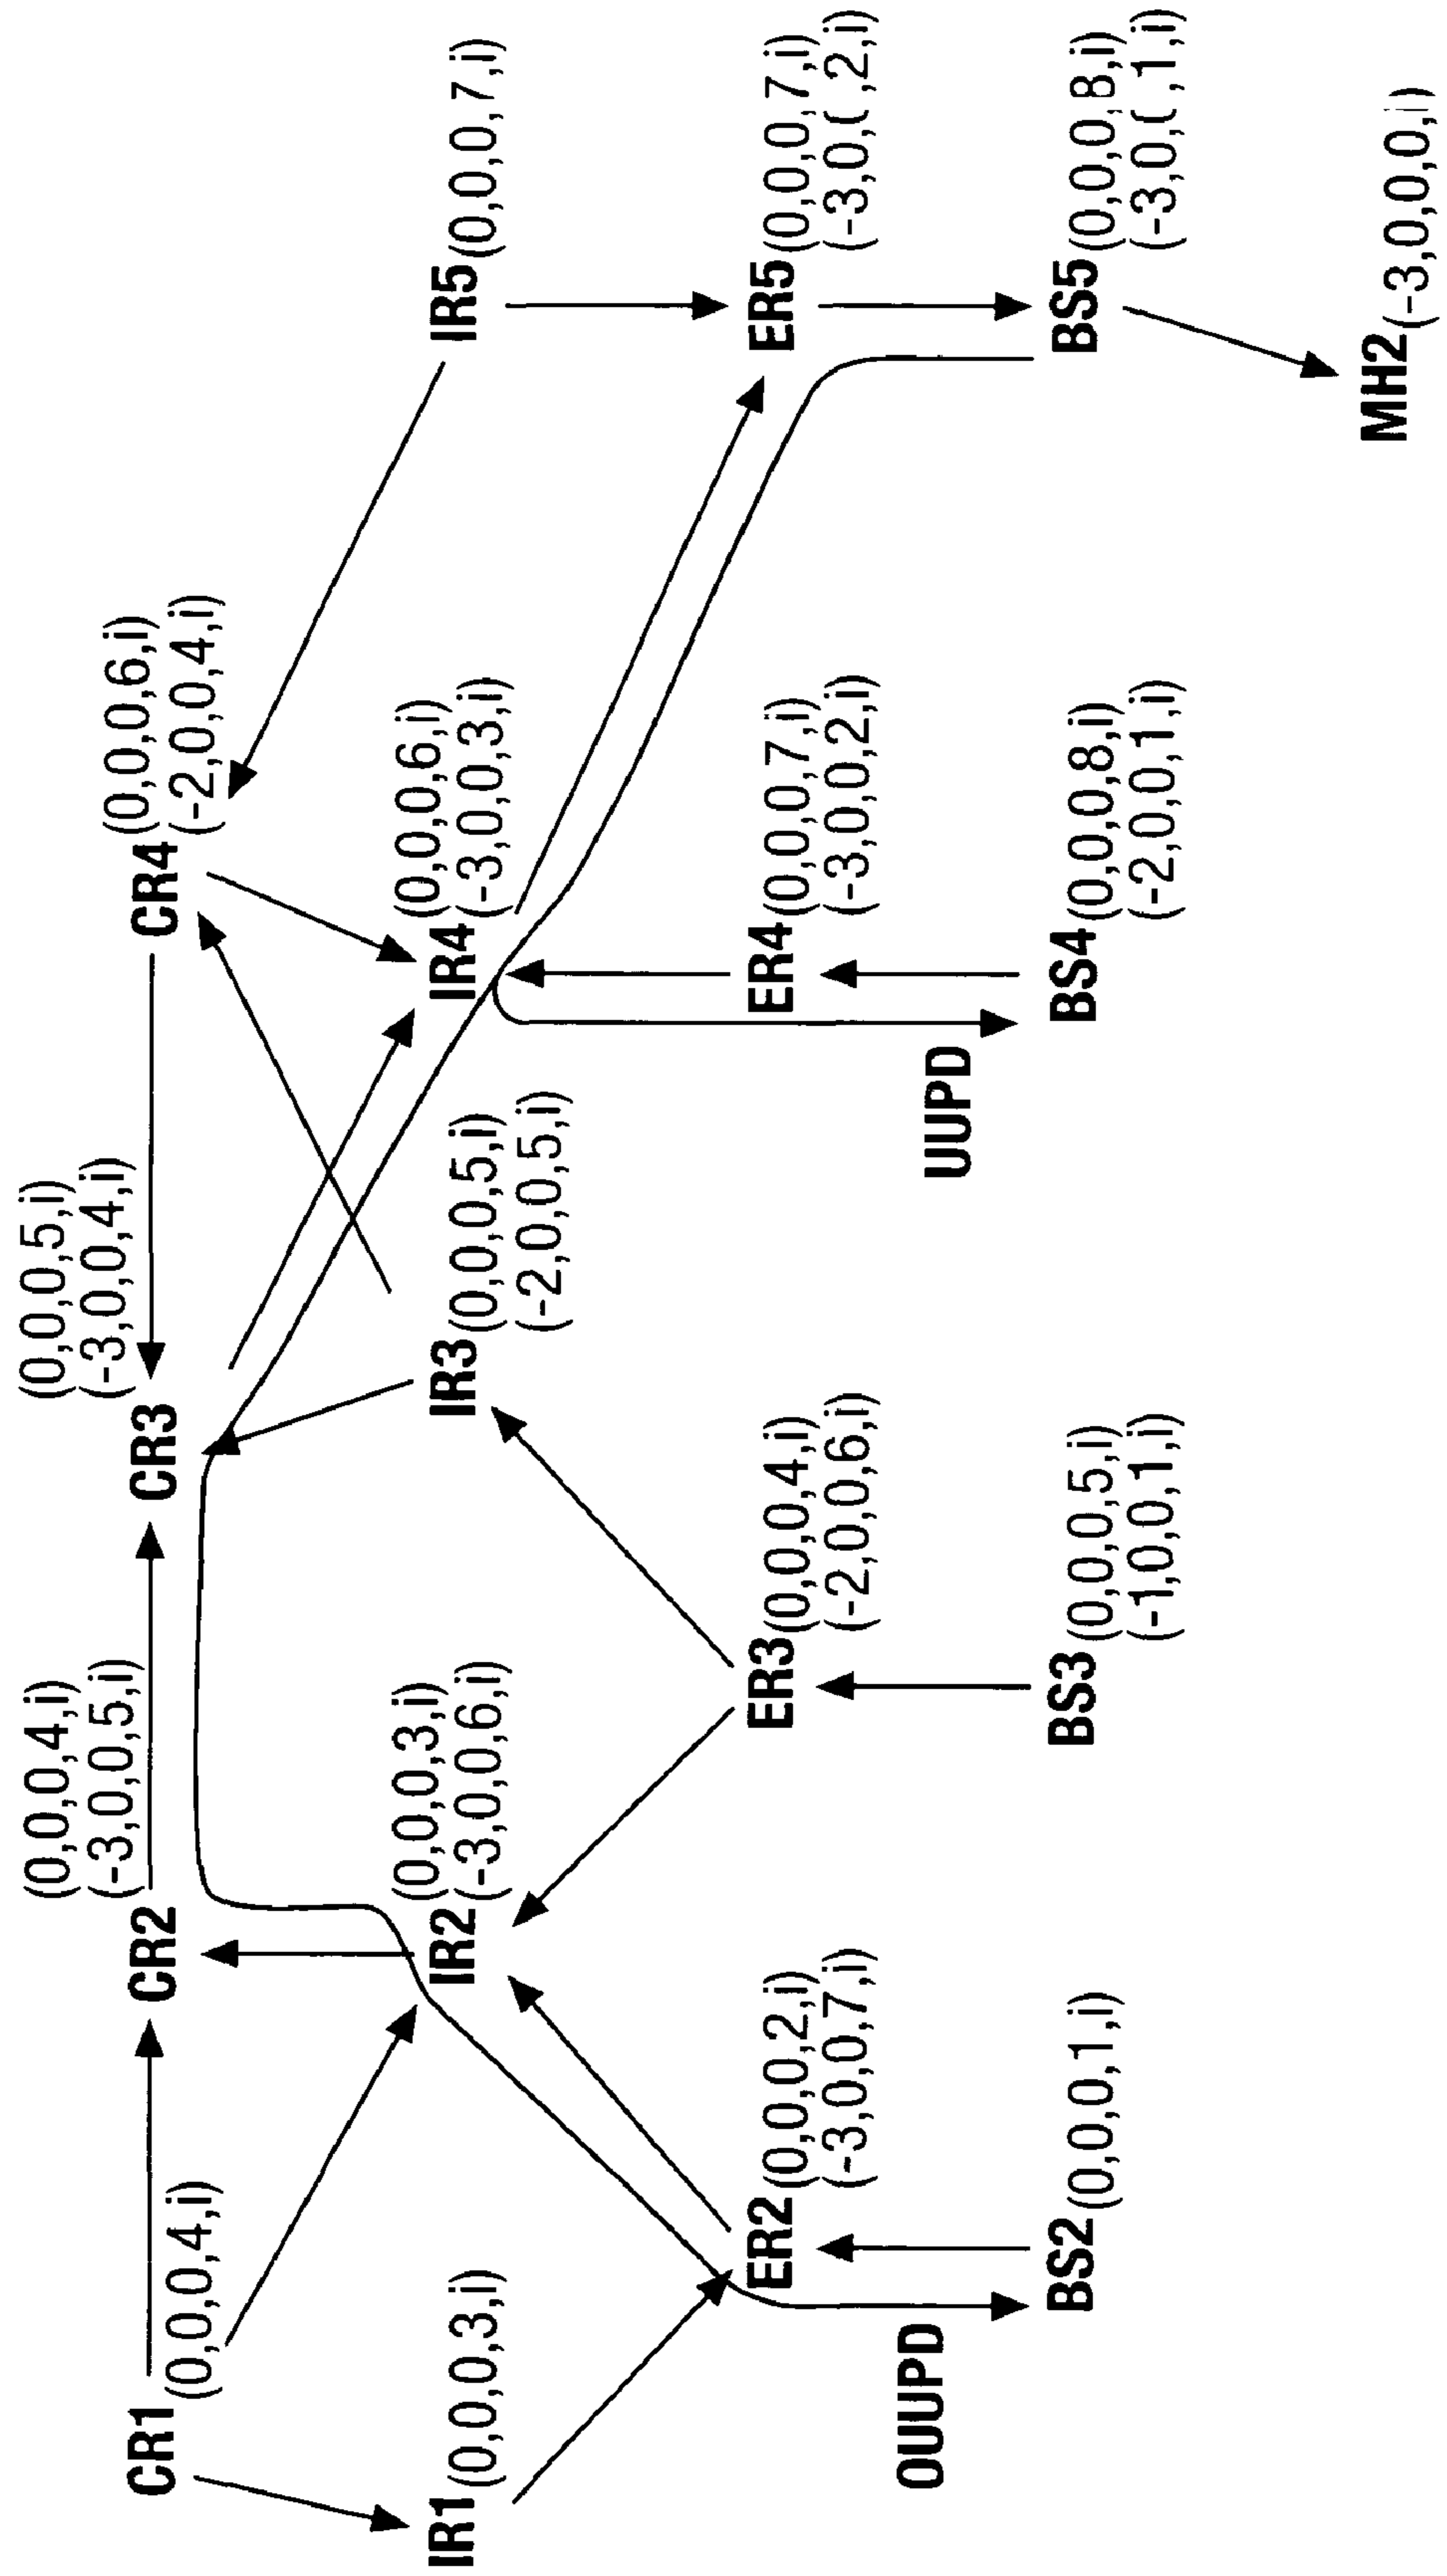 (0,0,0,4,i)
(-3,0,0,5,i)
(0,0,0,5,i)
(-3,0,0,4,i)
CR1
(0,0,0,4,i)
CR2
CR3
CR4
(0,0,0,6,i)
(-2,0,0,4,i)
IR1
(0,0,0,3,i)
IR2
(0,0,0,3,i)
(-3,0,0,6,i)
IR3
(0,0,0,5,i)
(-2,0,0,5,i)
IR4
(0,0,0,6,i)
(-3,0,0,3,i)
IR5
(0,0,0,7,i)
ER2
(0,0,0,2,i)
(-3,0,0,7,i)
ER3
(0,0,0,4,i)
(-2,0,0,6,i)
ER4
(0,0,0,7,i)
(-3,0,0,2,i)
ER5
(0,0,0,7,i)
(-3,0,( ,2,i)
OUUPD
UUPD
BS2
(0,0,0,1,i)
BS3
(0,0,0,5,i)
(-1,0,0,1,i)
BS4
(0,0,0,8,i)
(-2,0,0,1,i)
BS5
(0,0,0,8,i)
(-3,0,( ,1,i)
MH2
(-3,0,0,0,i)